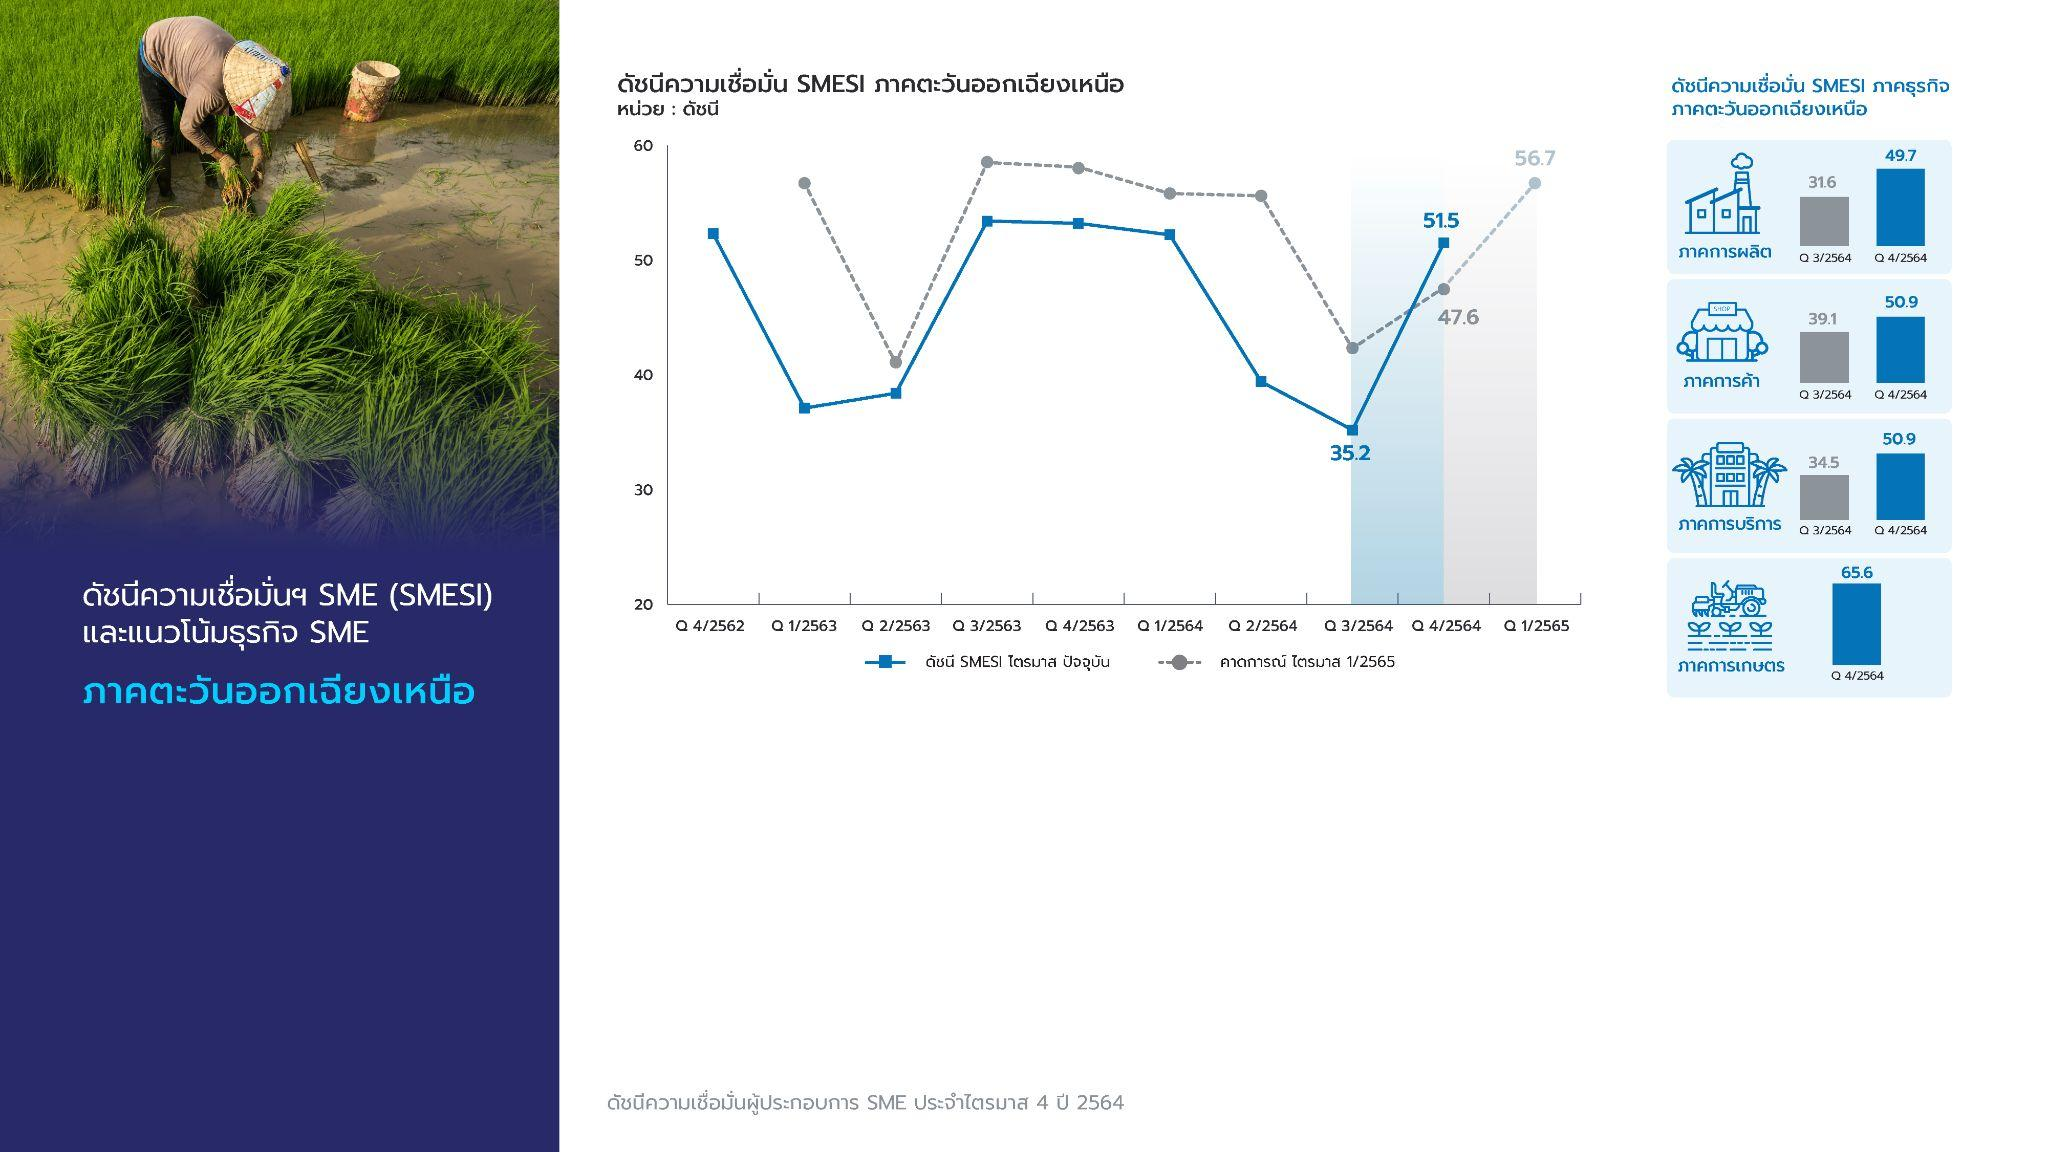 ดัชนีความเชื่อมั่นฯ SME (SMESI)
และแนวโน้มธุรกิจ SME
ภาคตะวันออกเฉียงเหนือ
ดัชนีความเชื่อมั่น SMESI ภาคตะวันออกเฉียงเหนือ
หน่วย : ดัชนี
60
50
40
30
20
56.7
51.5
47.6
35.2
Q 4/2562 Q 1/2563 Q 2/2563 Q 3/2563 Q 4/2563 Q 1/2564 Q 2/2564 Q 3/2564 Q 4/2564 Q 1/2565
ดัชนี SMESI ไตรมาส ปัจจุบัน คาดการณ์ ไตรมาส 1/2565
ดัชนีความเชื่อมั่น SMESI ภาคธุรกิจ
ภาคตะวันออกเฉียงเหนือ
49.7
31.6
ภาคการผลิต
Q 3/2564 Q 4/2564
50.9
39.1
SHOP
ภาคการค้า
Q 3/2564 Q 4/2564
50.9
34.5
ภาคการบริการ
Q 3/2564 Q 4/2564
65.6
ภาคการเกษตร
Q 4/2564
ดัชนีความเชื่อมั่นผู้ประกอบการ SME ประจำไตรมาส 4 ปี 2564